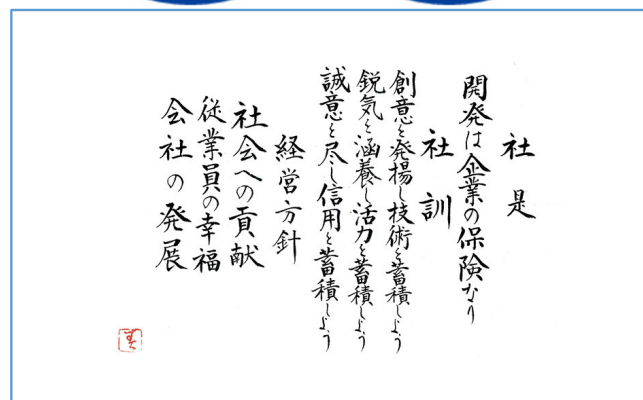 社是
開発は企業の保険なり
社訓
創意を発揚し技術を蓄積しよう
鋭気を涵養し活力を蓄積しよう
誠意を尽し信用を蓄積しよう
経営方針
社会への貢献
従業員の幸福
会社の発展